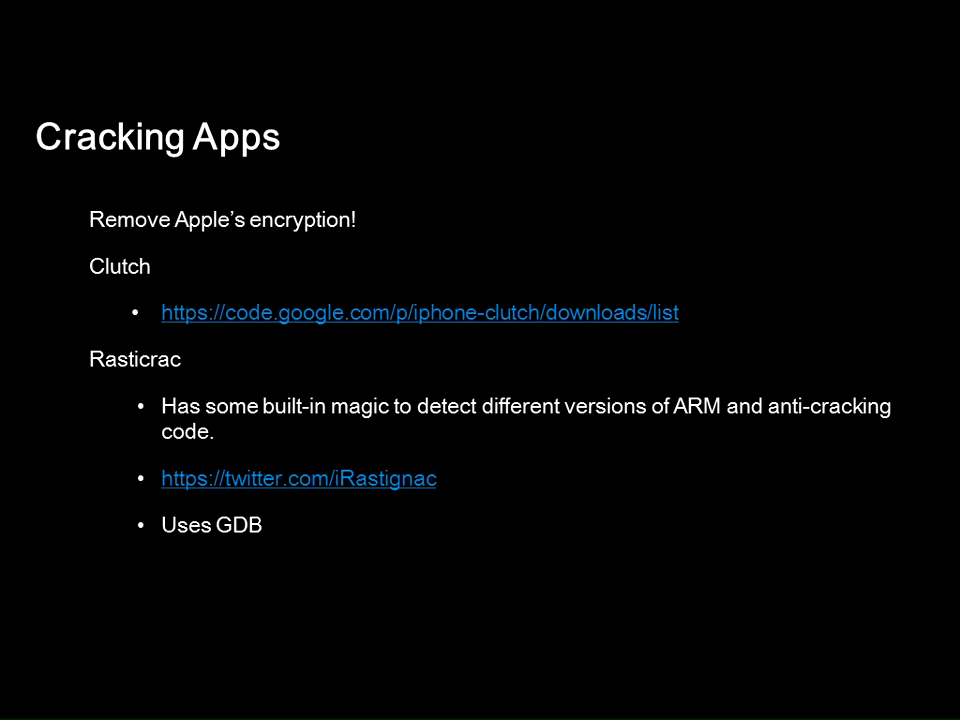 Cracking Apps
Remove Apple’s encryption!
Clutch
• https://code.google.com/p/iphone-clutch/downloads/list
Rasticrac
• Has some built-in magic to detect different versions of ARM and anti-cracking
code.
• https://twitter.com/iRastignac
• Uses GDB